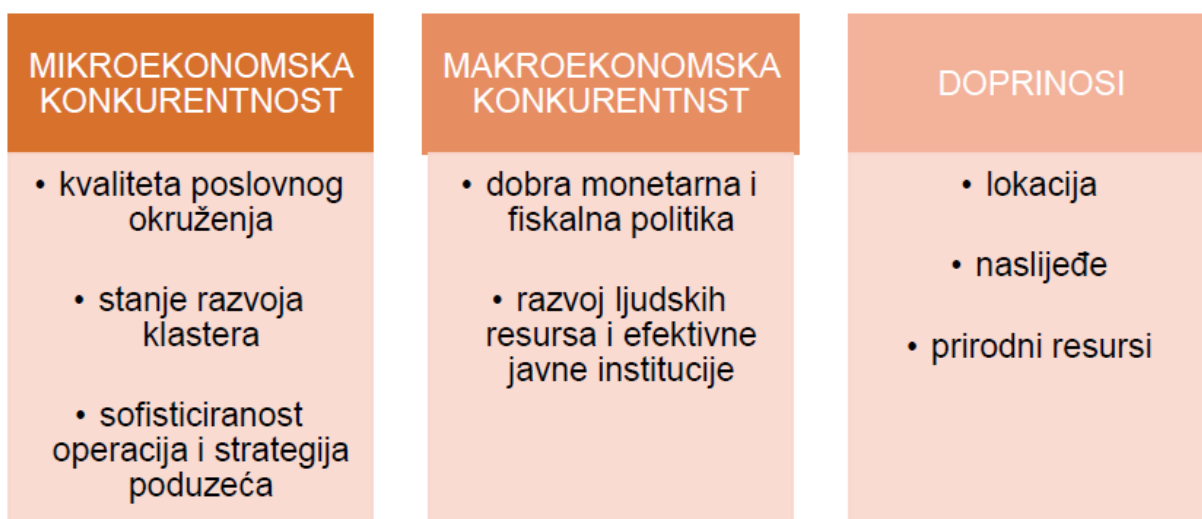 MIKROEKONOMSKA
KONKURENTNOST
• kvaliteta poslovnog
okruženja
• stanje razvoja
klastera
• sofisticiranost
operacija i strategija
poduzeća
MAKROEKONOMSKA
KONKURENTNST
• dobra monetarna i
fiskalna politika
• razvoj ljudskih
resursa i efektivne
javne institucije
DOPRINOSI
• lokacija
• naslijeđe
• prirodni resursi